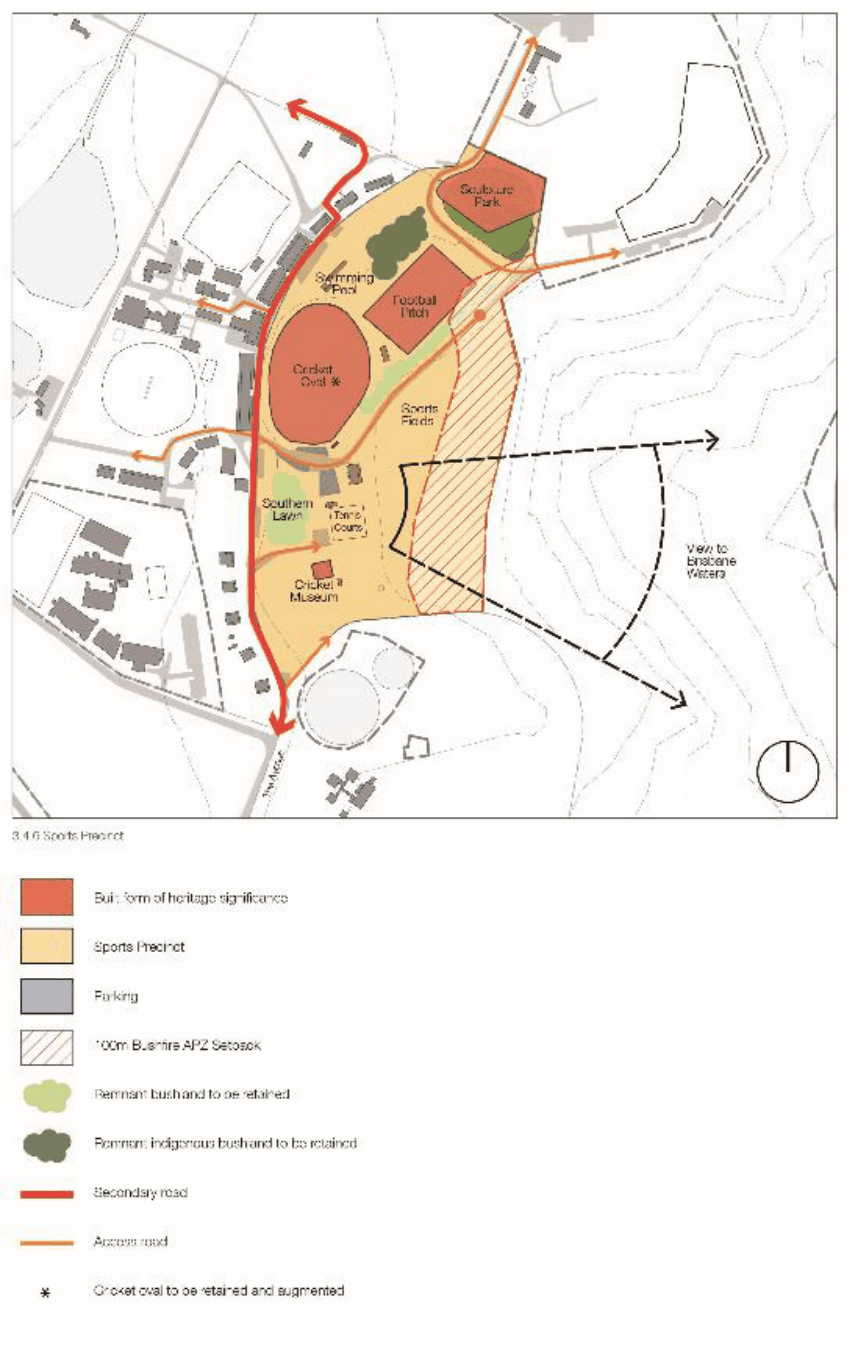 Sculpture
Park
Swimming
Pool
Football
Pitch
Cricket
Oval *
Sports
Fields
Southern
Lawn
Tennis
Courts
Cricket
Museum
View to
Brisbane
Waters
3.4.6 Sports Precinct
Built form of heritage significance
Sports Precinct
Parking
100m Bushfire APZ Setback
Remnant bushland to be retained
Remnant indigenous bushland to be retained
Secondary road
Access road
* Cricket oval to be retained and augmented